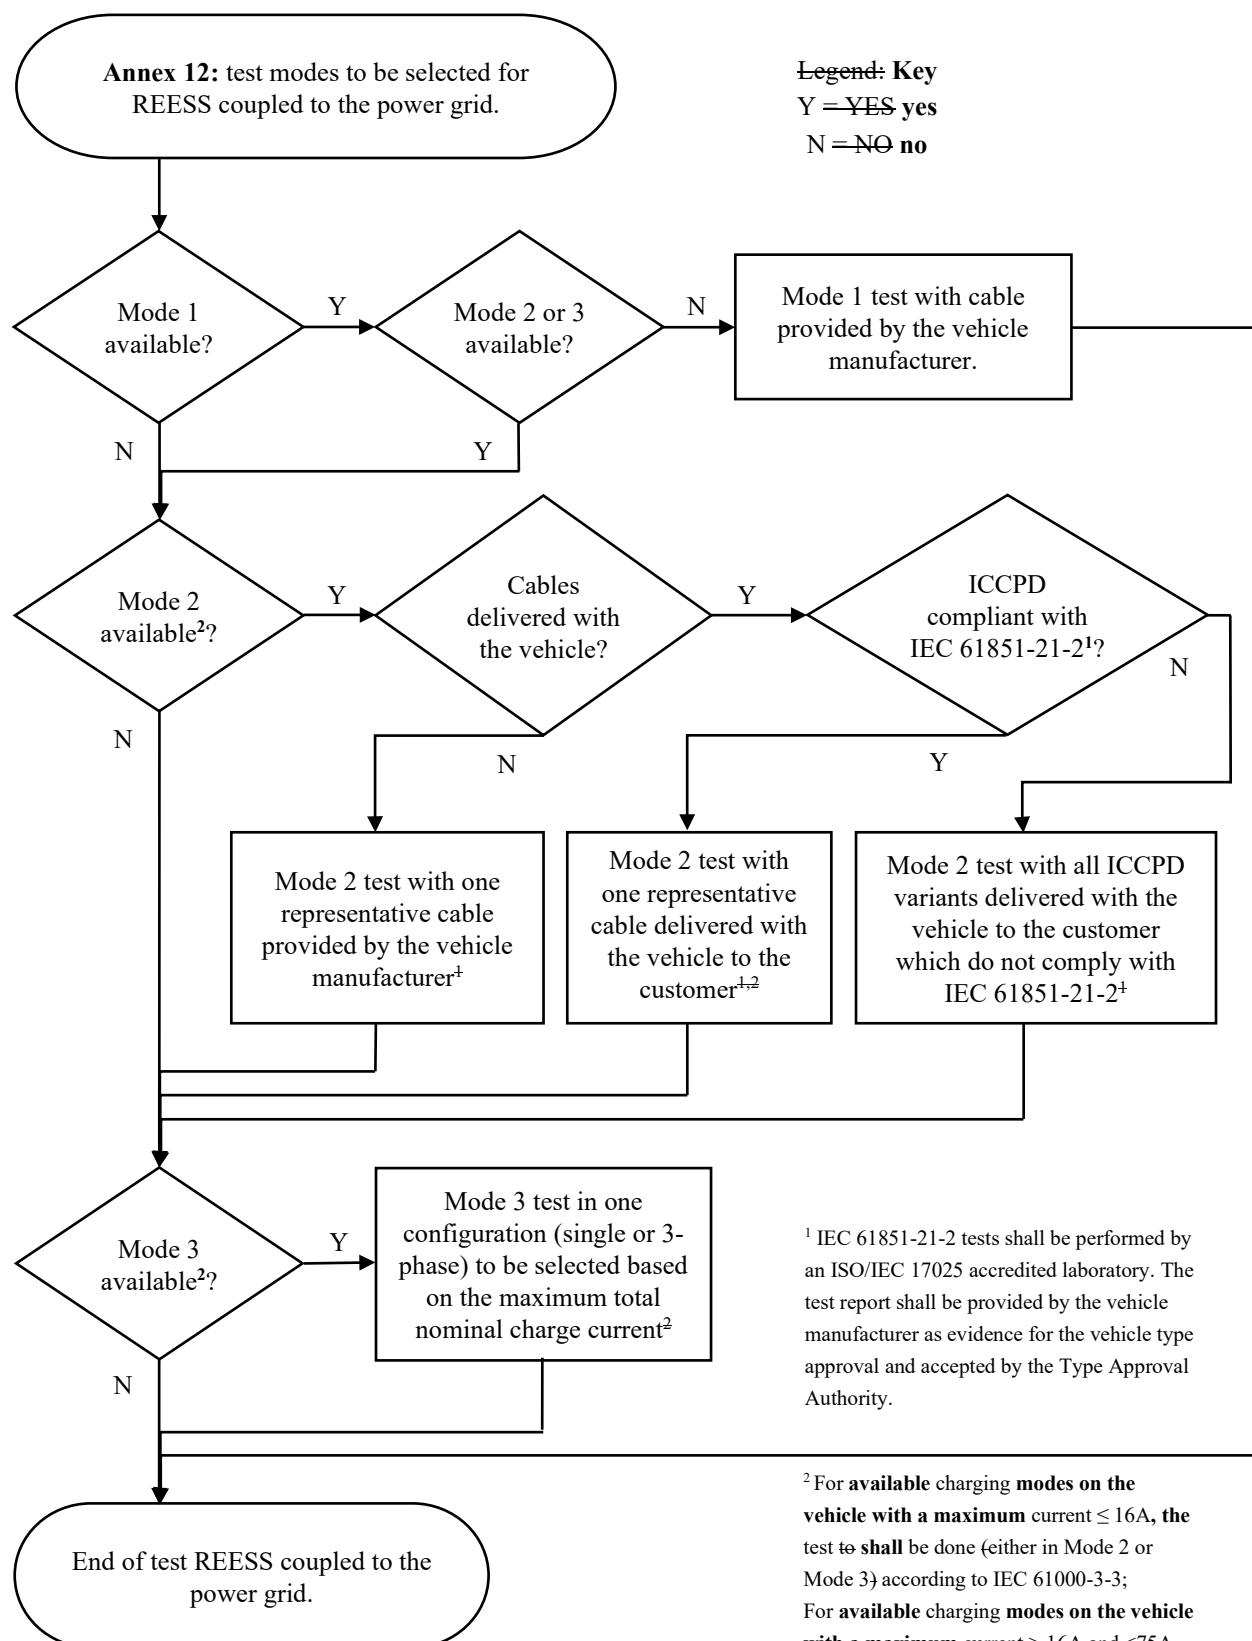 Annex 12: test modes to be selected for
REESS coupled to the power grid.
Legend: Key
Y = YES yes
N = NO no
Mode 1
available?
Y
Mode 2 or 3
available?
N
Mode 1 test with cable
provided by the vehicle
manufacturer.
N
Y
Mode 2
available²?
Y
Cables
delivered with
the vehicle?
Y
ICCPD
compliant with
IEC 61851-21-2¹?
N
N
N
Y
Mode 2 test with one
representative cable
provided by the vehicle
manufacturer¹
Mode 2 test with
one representative
cable delivered with
the vehicle to the
customer¹,²
Mode 2 test with all ICCPD
variants delivered with the
vehicle to the customer
which do not comply with
IEC 61851-21-2¹
Mode 3
available²?
Y
Mode 3 test in one
configuration (single or 3-
phase) to be selected based
on the maximum total
nominal charge current²
N
¹ IEC 61851-21-2 tests shall be performed by
an ISO/IEC 17025 accredited laboratory. The
test report shall be provided by the vehicle
manufacturer as evidence for the vehicle type
approval and accepted by the Type Approval
Authority.
² For available charging modes on the
vehicle with a maximum current ≤ 16A, the
test to shall be done (either in Mode 2 or
Mode 3) according to IEC 61000-3-3;
For available charging modes on the vehicle
with a maximum current > 16A and ≤75A
End of test REESS coupled to the
power grid.